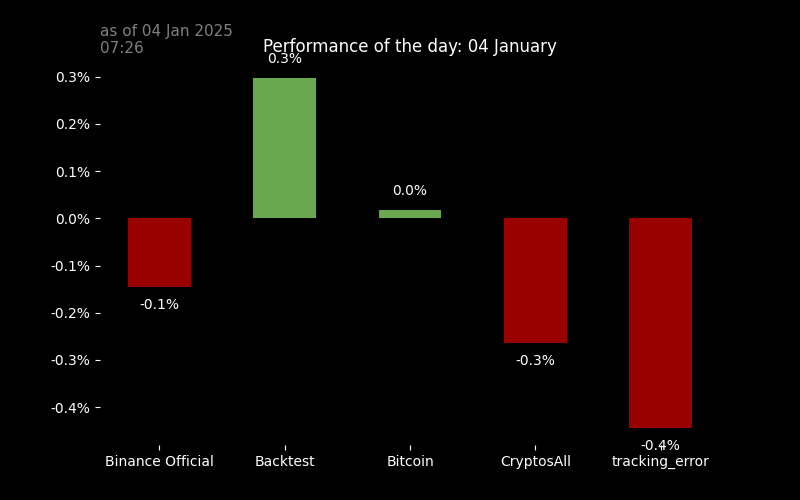 as of 04 Jan 2025
07:26
Performance of the day: 04 January
0.3%
0.2%
0.1%
0.0%
-0.1%
-0.2%
-0.3%
-0.4%
-0.1%
0.3%
0.0%
-0.3%
-0.4%
Binance Official
Backtest
Bitcoin
CryptosAll
tracking_error